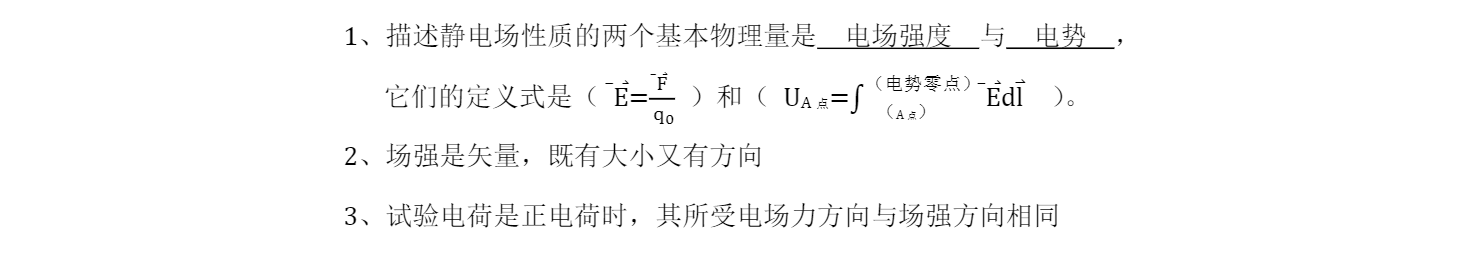 1、描述静电场性质的两个基本物理量是 电场强度 与 电势 ，
它们的定义式是（ E⃗=F⃗/q₀ ）和（ U_A点=∫_（A点）^（电势零点） E⃗dl⃗ ）。
2、场强是矢量，既有大小又有方向
3、试验电荷是正电荷时，其所受电场力方向与场强方向相同